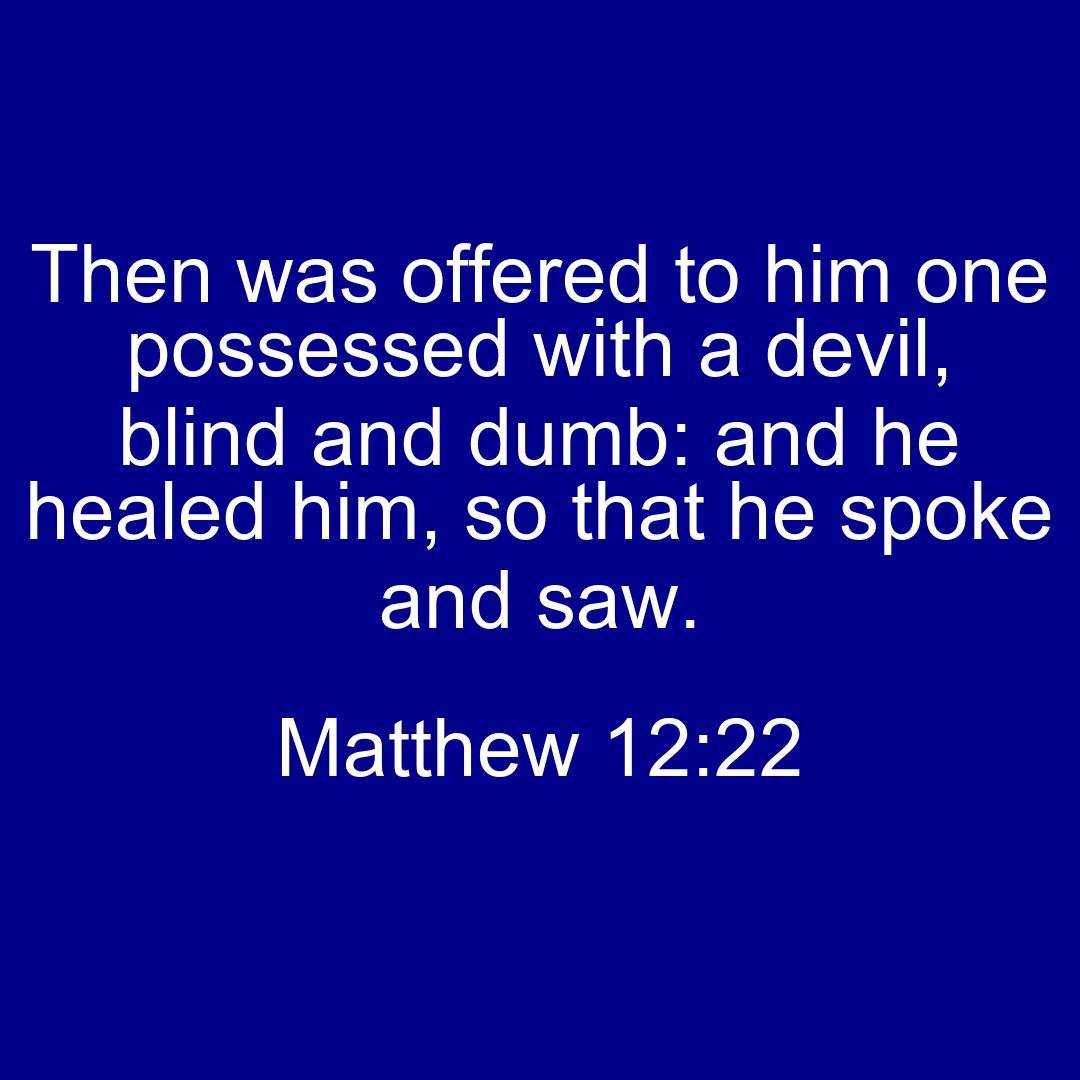 Then was offered to him one
possessed with a devil,
blind and dumb: and he
healed him, so that he spoke
and saw.
Matthew 12:22